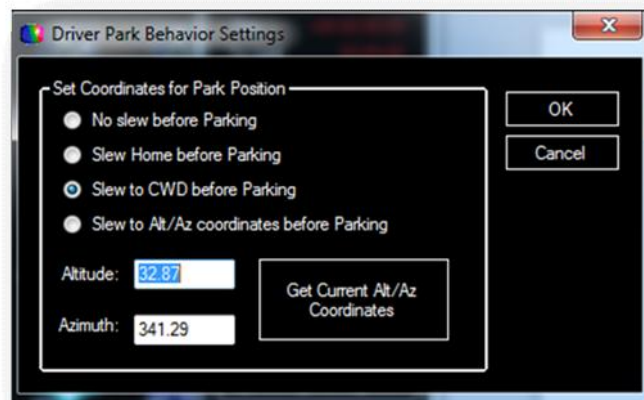 Driver Park Behavior Settings
Set Coordinates for Park Position
No slew before Parking
Slew Home before Parking
Slew to CWD before Parking
Slew to Alt/Az coordinates before Parking
Altitude: 32.87
Azimuth: 341.29
Get Current Alt/Az
Coordinates
OK
Cancel